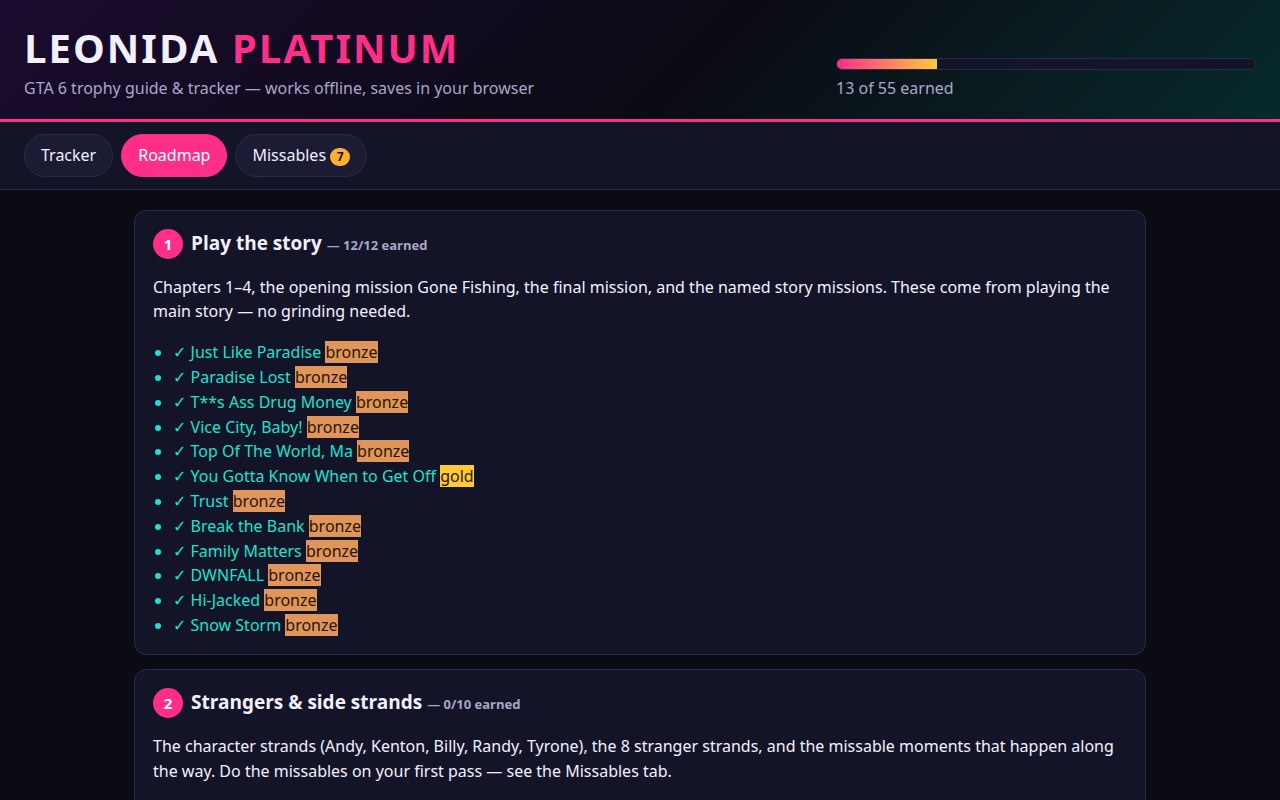 LEONIDA PLATINUM
GTA 6 trophy guide & tracker — works offline, saves in your browser
13 of 55 earned
Tracker
Roadmap
Missables 7
1 Play the story — 12/12 earned
Chapters 1–4, the opening mission Gone Fishing, the final mission, and the named story missions. These come from playing the
main story — no grinding needed.
• ✓ Just Like Paradise bronze
• ✓ Paradise Lost bronze
• ✓ T**s Ass Drug Money bronze
• ✓ Vice City, Baby! bronze
• ✓ Top Of The World, Ma bronze
• ✓ You Gotta Know When to Get Off gold
• ✓ Trust bronze
• ✓ Break the Bank bronze
• ✓ Family Matters bronze
• ✓ DWNFALL bronze
• ✓ Hi-Jacked bronze
• ✓ Snow Storm bronze
2 Strangers & side strands — 0/10 earned
The character strands (Andy, Kenton, Billy, Randy, Tyrone), the 8 stranger strands, and the missable moments that happen along
the way. Do the missables on your first pass — see the Missables tab.